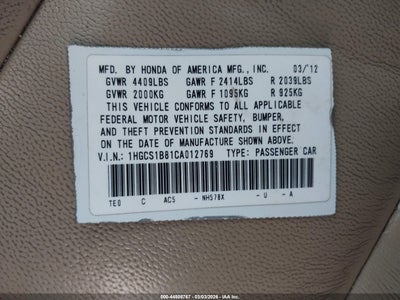 MFD. BY HONDA OF AMERICA MFG., INC. 03/12
GVWR 4409LBS GAWR F 2414LBS R 2039LBS
GVWR 2000KG GAWR F 1095KG R 925KG
THIS VEHICLE CONFORMS TO ALL APPLICABLE
FEDERAL MOTOR VEHICLE SAFETY, BUMPER,
AND THEFT PREVENTION STANDARDS IN EFFECT
ON THE DATE OF MANUFACTURE SHOWN ABOVE.
V.I.N.: 1HGCS1B81CA012769 TYPE: PASSENGER CAR
TE0 C AC5 - NH578X - U - A
000-44808767 - 03/03/2026 - IAA Inc.